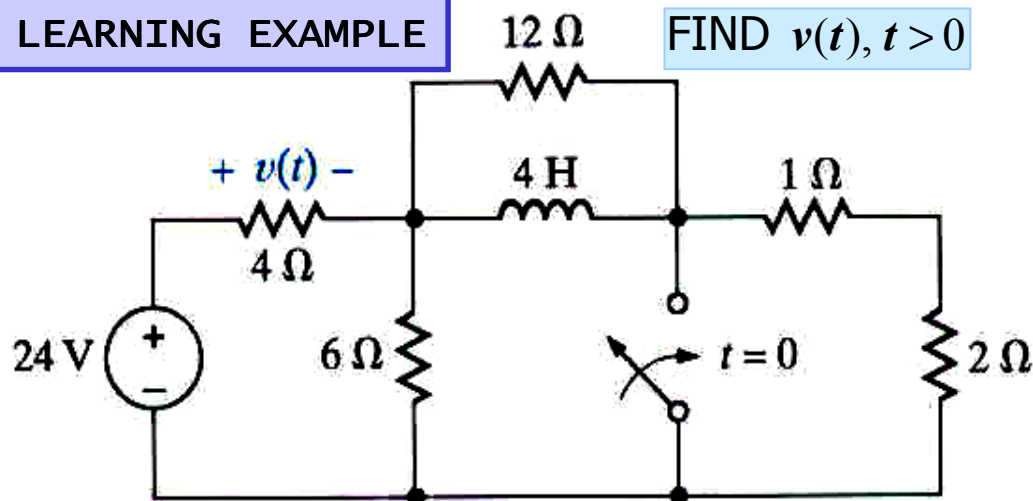 LEARNING EXAMPLE
12 Ω
FIND v(t), t > 0
+ v(t) −
4 H
1 Ω
4 Ω
24 V
+
−
6 Ω
t = 0
2 Ω